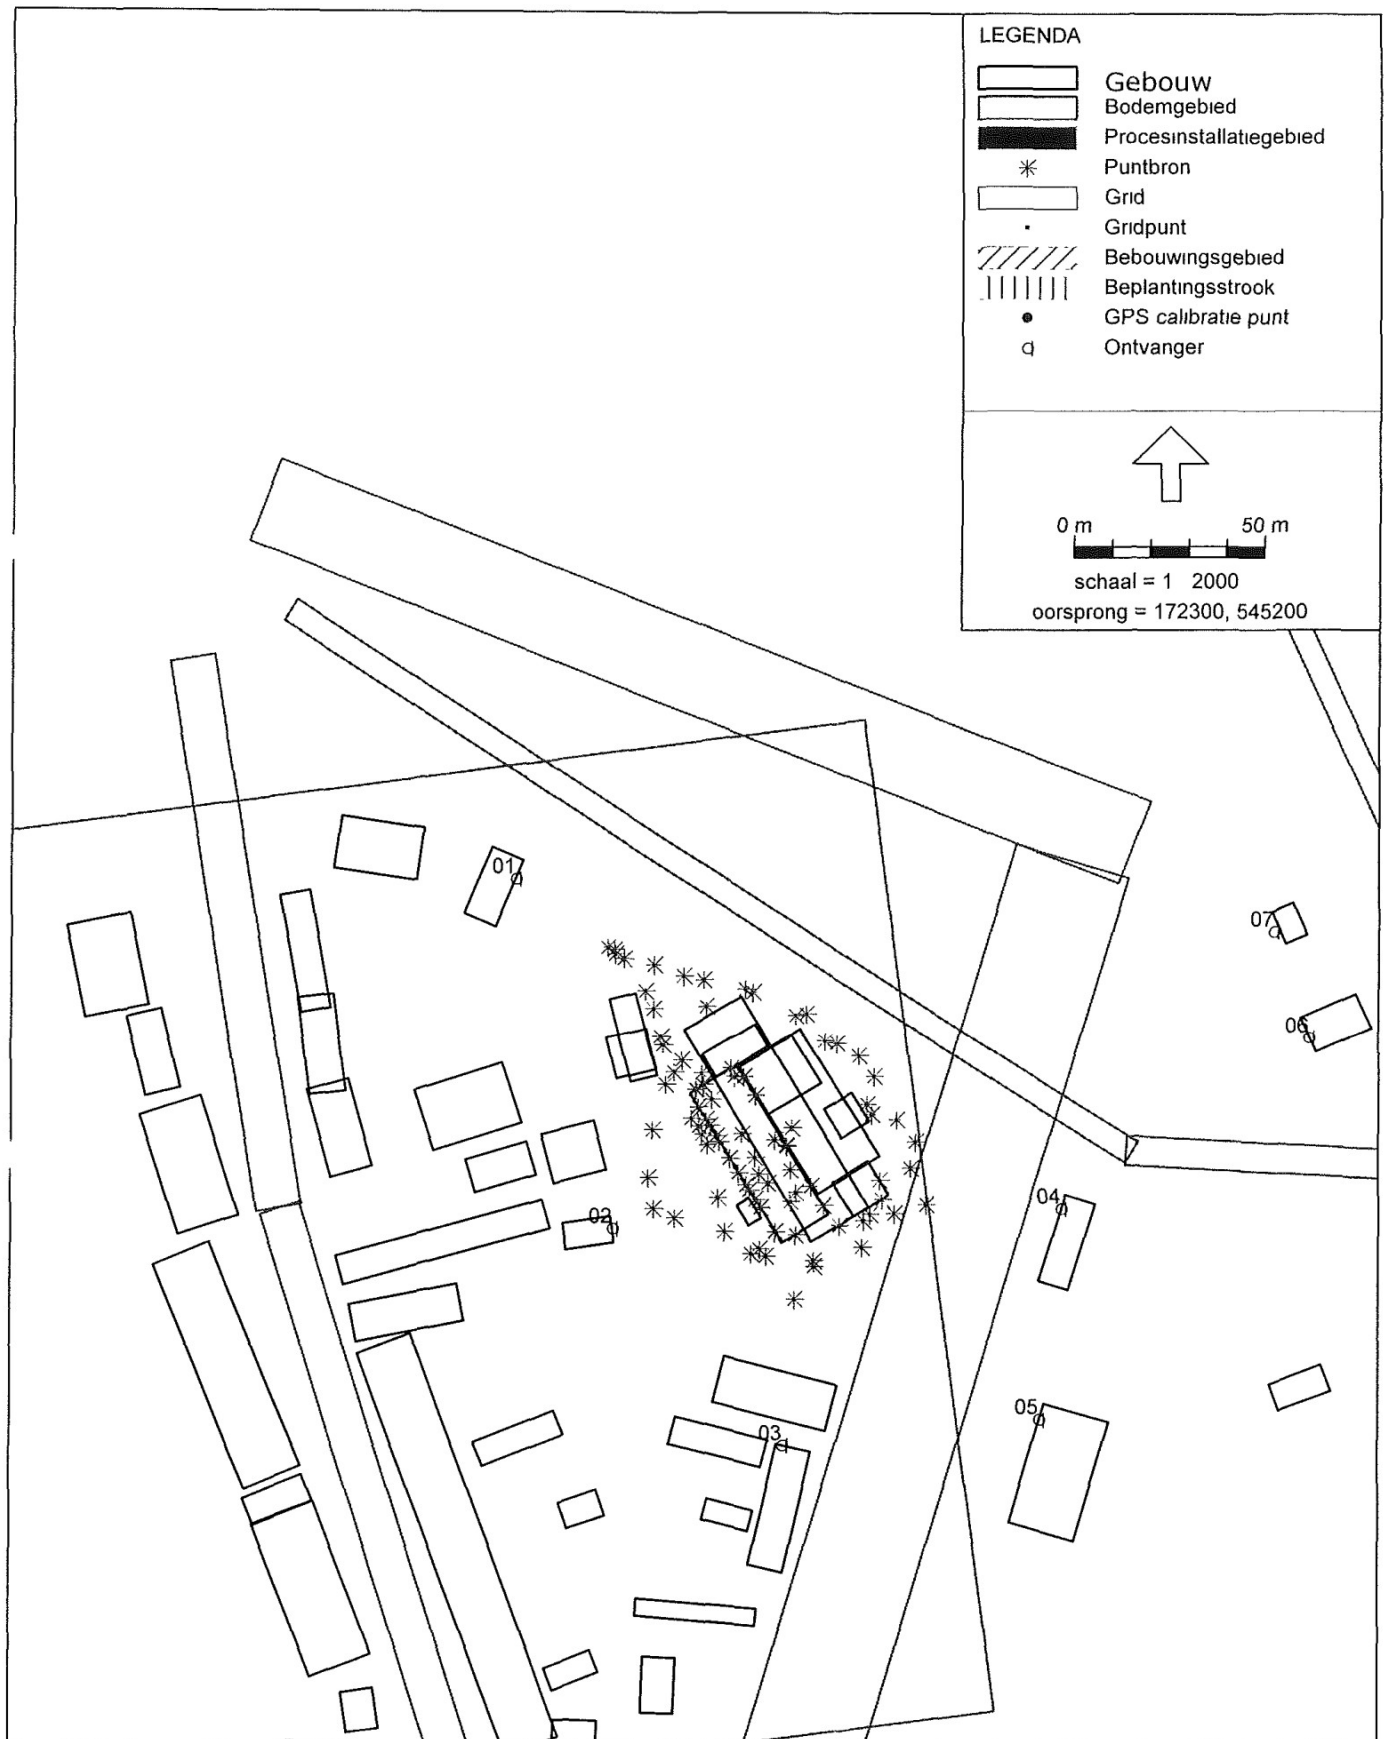 LEGENDA
Gebouw
Bodemgebied
Procesinstallatiegebied
Puntbron
Grid
Gridpunt
Bebouwingsgebied
Beplantingsstrook
GPS calibratie punt
Ontvanger
0 m 50 m
schaal = 1 2000
oorsprong = 172300, 545200
01
07
06
04
02
05
03